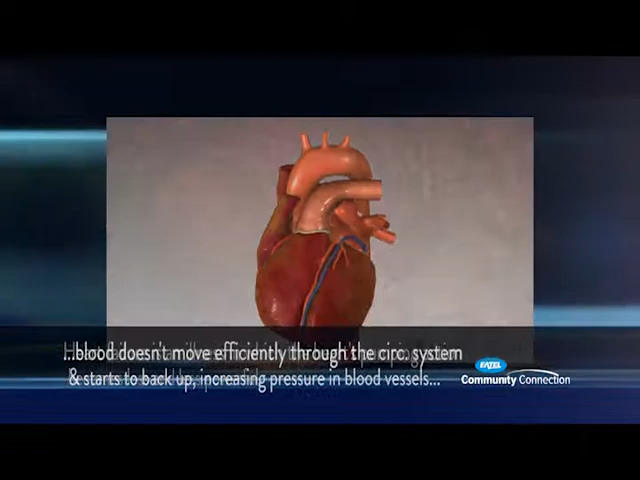 ..blood doesn't move efficiently through the circ. system
& starts to back up, increasing pressure in blood vessels...
EATEL
Community Connection